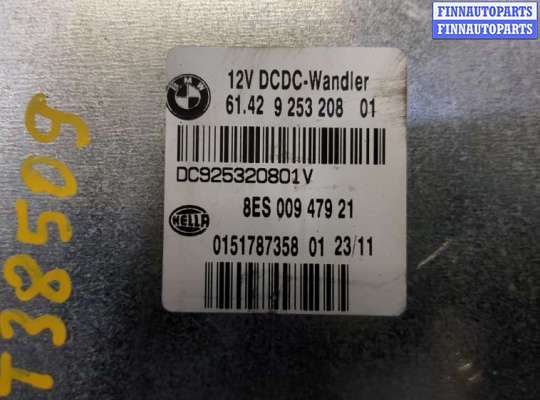 FINNAUTOPARTS
FINNAUTOPARTS
BMW
12V DCDC-Wandler
61.42 9 253 208 01
DC925320801V
HELLA
8ES 009 479 21
0151787358 01 23/11
T38509